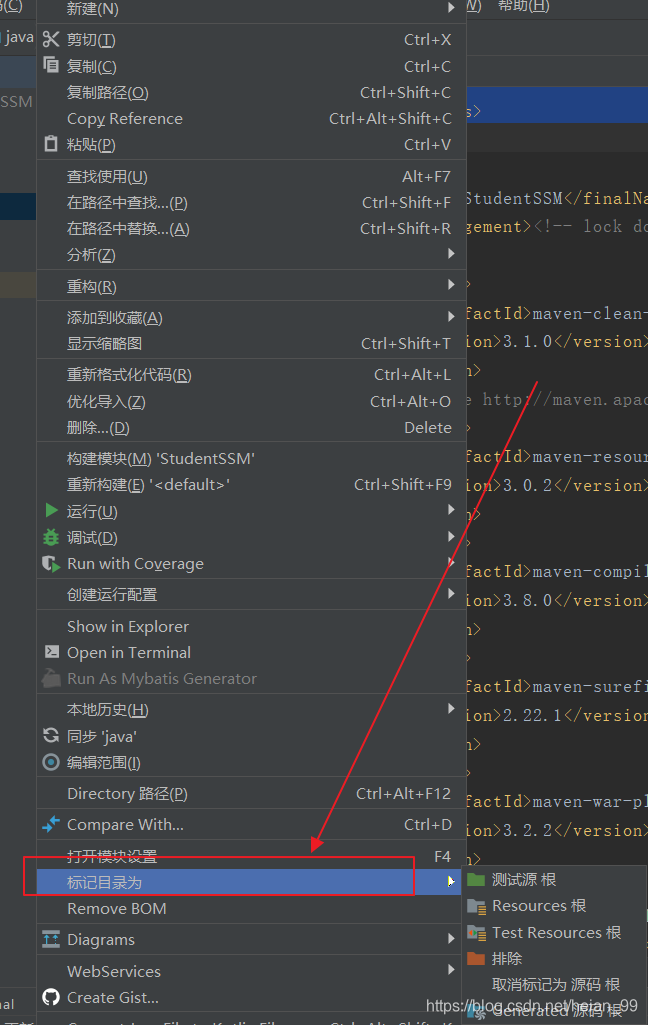 新建(N)
W) 帮助(H)
java
剪切(T) Ctrl+X
SSM
复制(C) Ctrl+C
复制路径(O) Ctrl+Shift+C
s>
Copy Reference Ctrl+Alt+Shift+C
粘贴(P) Ctrl+V
查找使用(U) Alt+F7
在路径中查找...(P) Ctrl+Shift+F
StudentSSM</finalNa
在路径中替换...(A) Ctrl+Shift+R
gement><!-- lock do
分析(Z)
重构(R)
>
添加到收藏(A)
factId>maven-clean-
显示缩略图 Ctrl+Shift+T
ion>3.1.0</version>
重新格式化代码(R) Ctrl+Alt+L
n>
优化导入(Z) Ctrl+Alt+O
e http://maven.apac
删除...(D) Delete
>
构建模块(M) 'StudentSSM'
factId>maven-resour
重新构建(E) '<default>' Ctrl+Shift+F9
ion>3.0.2</version>
运行(U)
n>
调试(D)
>
Run with Coverage
factId>maven-compil
创建运行配置
ion>3.8.0</version>
Show in Explorer
n>
Open in Terminal
>
Run As Mybatis Generator
factId>maven-surefi
本地历史(H)
ion>2.22.1</version
同步 'java'
n>
编辑范围(I)
>
Directory 路径(P) Ctrl+Alt+F12
factId>maven-war-pl
Compare With... Ctrl+D
ion>3.2.2</version>
打开模块设置 F4
n>
标记目录为
测试源 根
Remove BOM
Resources 根
Diagrams
Test Resources 根
WebServices
排除
Create Gist...
取消标记为 源码 根
nal
https://blog.csdn.net/heian_99
Generated 源码 根